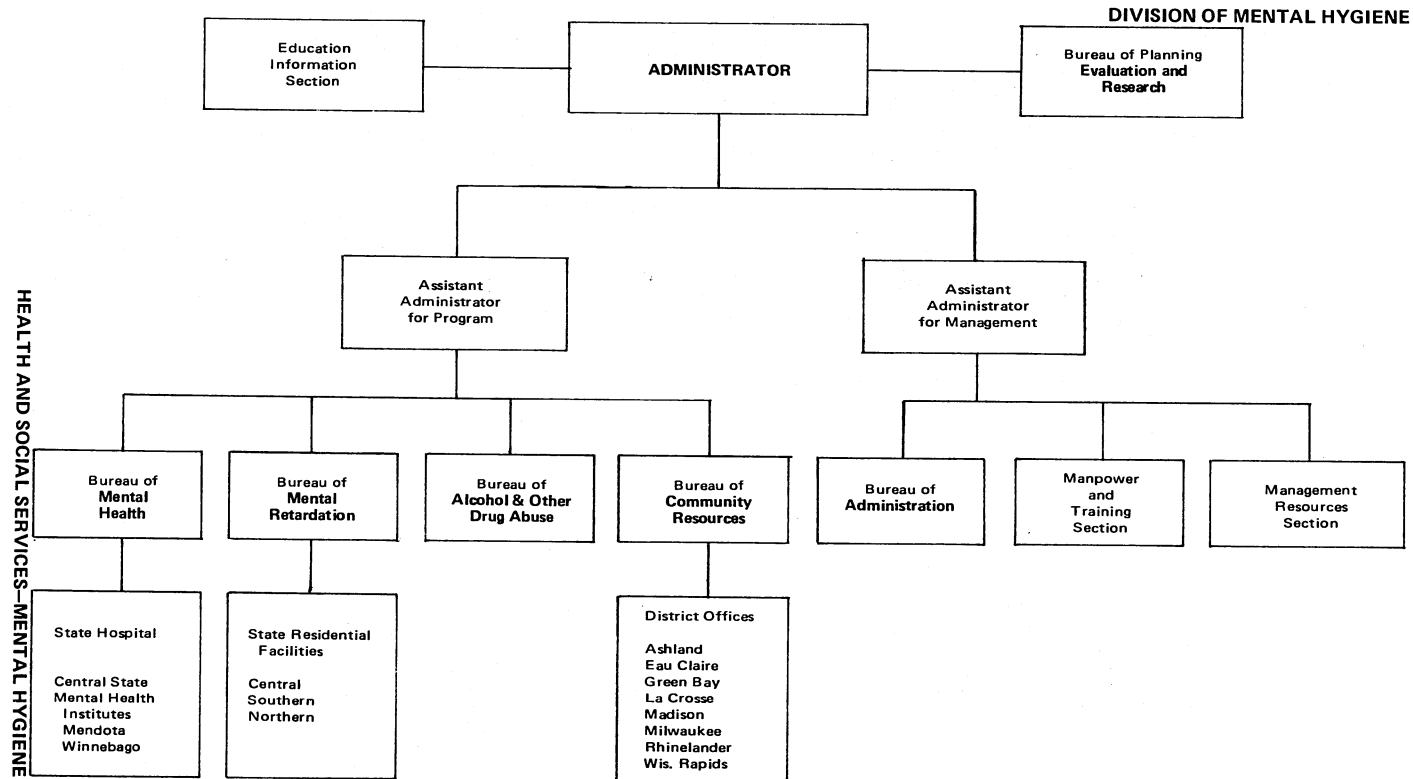 DIVISION OF MENTAL HYGIENE
Education
Information
Section
ADMINISTRATOR
Bureau of Planning
Evaluation and
Research
Assistant
Administrator
for Program
Assistant
Administrator
for Management
HEALTH AND SOCIAL SERVICES—MENTAL HYGIENE
Bureau of
Mental
Health
Bureau of
Mental
Retardation
Bureau of
Alcohol & Other
Drug Abuse
Bureau of
Community
Resources
Bureau of
Administration
Manpower
and
Training
Section
Management
Resources
Section
State Hospital
Central State
Mental Health
Institutes
Mendota
Winnebago
State Residential
Facilities
Central
Southern
Northern
District Offices
Ashland
Eau Claire
Green Bay
La Crosse
Madison
Milwaukee
Rhinelander
Wis. Rapids